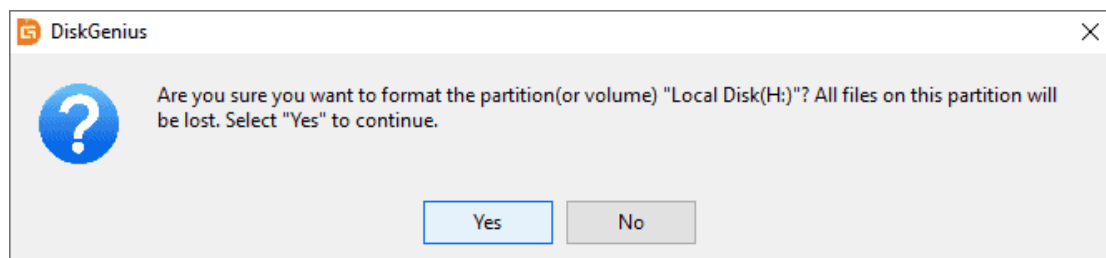 DiskGenius
Are you sure you want to format the partition(or volume) "Local Disk(H:)"? All files on this partition will
be lost. Select "Yes" to continue.
Yes
No